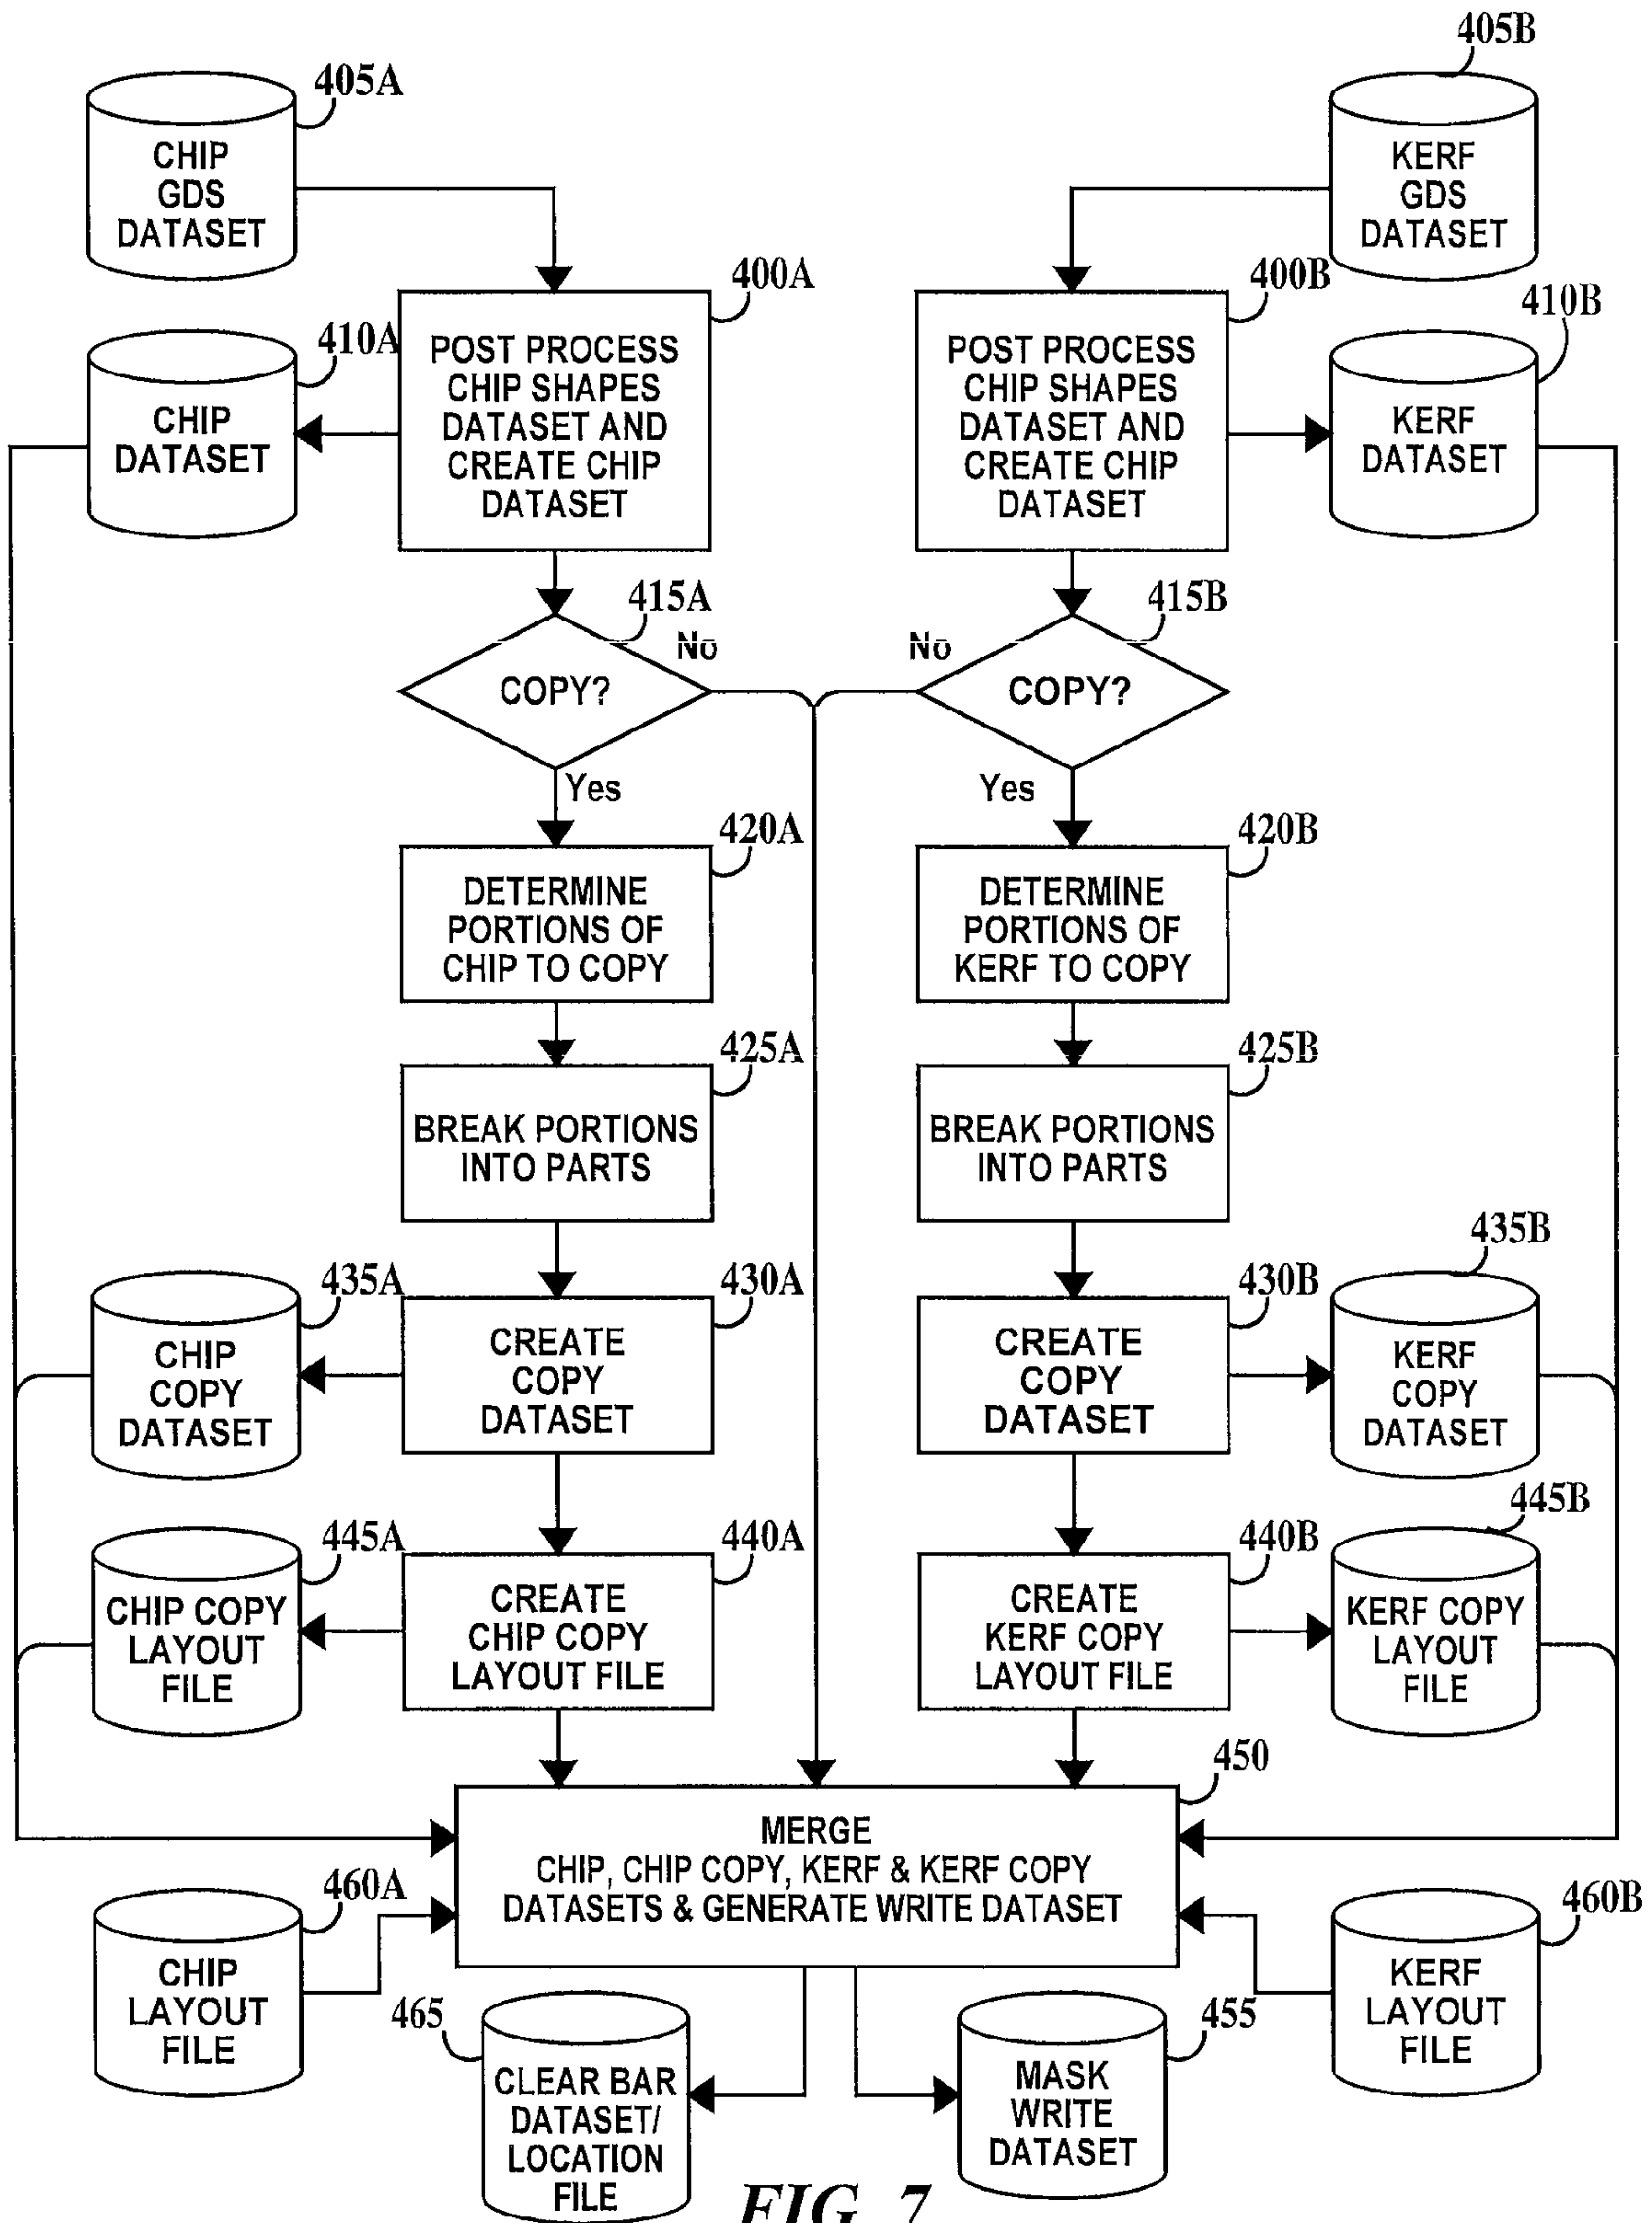 405A
405B
CHIP
GDS
DATASET
KERF
GDS
DATASET
400A
400B
410A
410B
POST PROCESS
CHIP SHAPES
DATASET AND
CREATE CHIP
DATASET
POST PROCESS
CHIP SHAPES
DATASET AND
CREATE CHIP
DATASET
CHIP
DATASET
KERF
DATASET
415A
415B
No
No
COPY?
COPY?
Yes
Yes
420A
420B
DETERMINE
PORTIONS OF
CHIP TO COPY
DETERMINE
PORTIONS OF
KERF TO COPY
425A
425B
BREAK PORTIONS
INTO PARTS
BREAK PORTIONS
INTO PARTS
435A
430A
430B
435B
CHIP
COPY
DATASET
CREATE
COPY
DATASET
CREATE
COPY
DATASET
KERF
COPY
DATASET
445A
440A
440B
445B
CHIP COPY
LAYOUT
FILE
CREATE
CHIP COPY
LAYOUT FILE
CREATE
KERF COPY
LAYOUT FILE
KERF COPY
LAYOUT
FILE
450
MERGE
CHIP, CHIP COPY, KERF & KERF COPY
DATASETS & GENERATE WRITE DATASET
460A
460B
CHIP
LAYOUT
FILE
KERF
LAYOUT
FILE
465
455
CLEAR BAR
DATASET/
LOCATION
FILE
MASK
WRITE
DATASET
FIG. 7